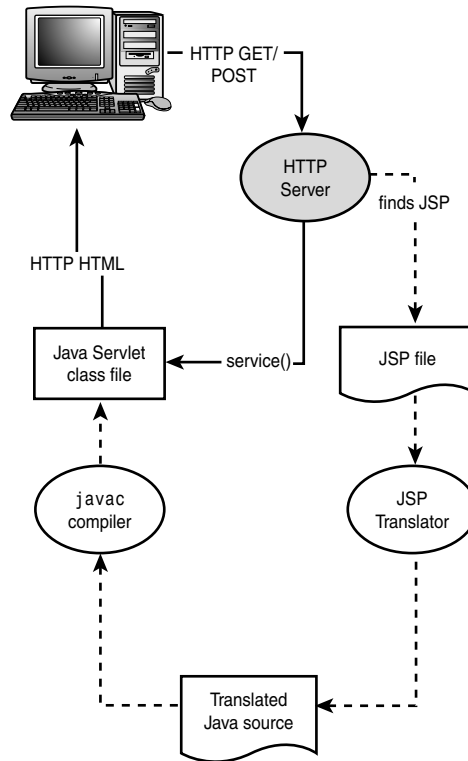 HTTP GET/
POST
HTTP
Server
finds JSP
HTTP HTML
Java Servlet
class file
service()
JSP file
javac
compiler
JSP
Translator
Translated
Java source